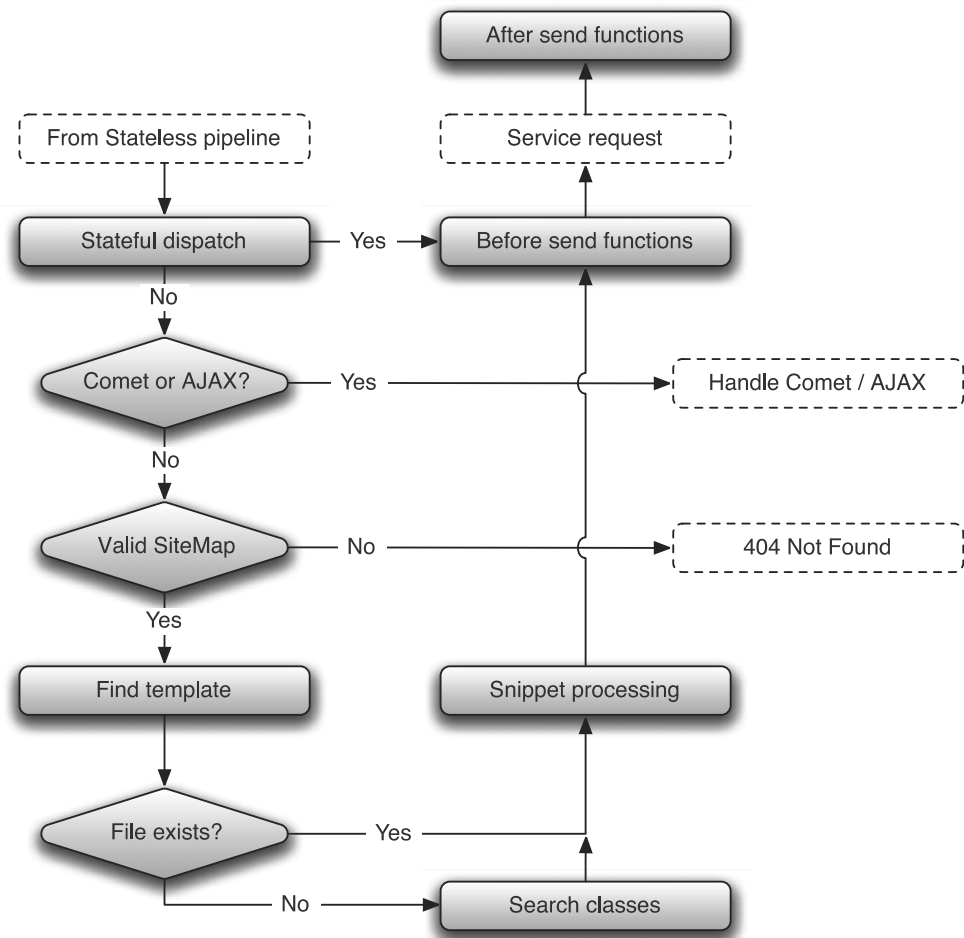 After send functions
From Stateless pipeline
Service request
Stateful dispatch
Yes
Before send functions
No
Comet or AJAX?
Yes
Handle Comet / AJAX
No
Valid SiteMap
No
404 Not Found
Yes
Find template
Snippet processing
File exists?
Yes
No
Search classes